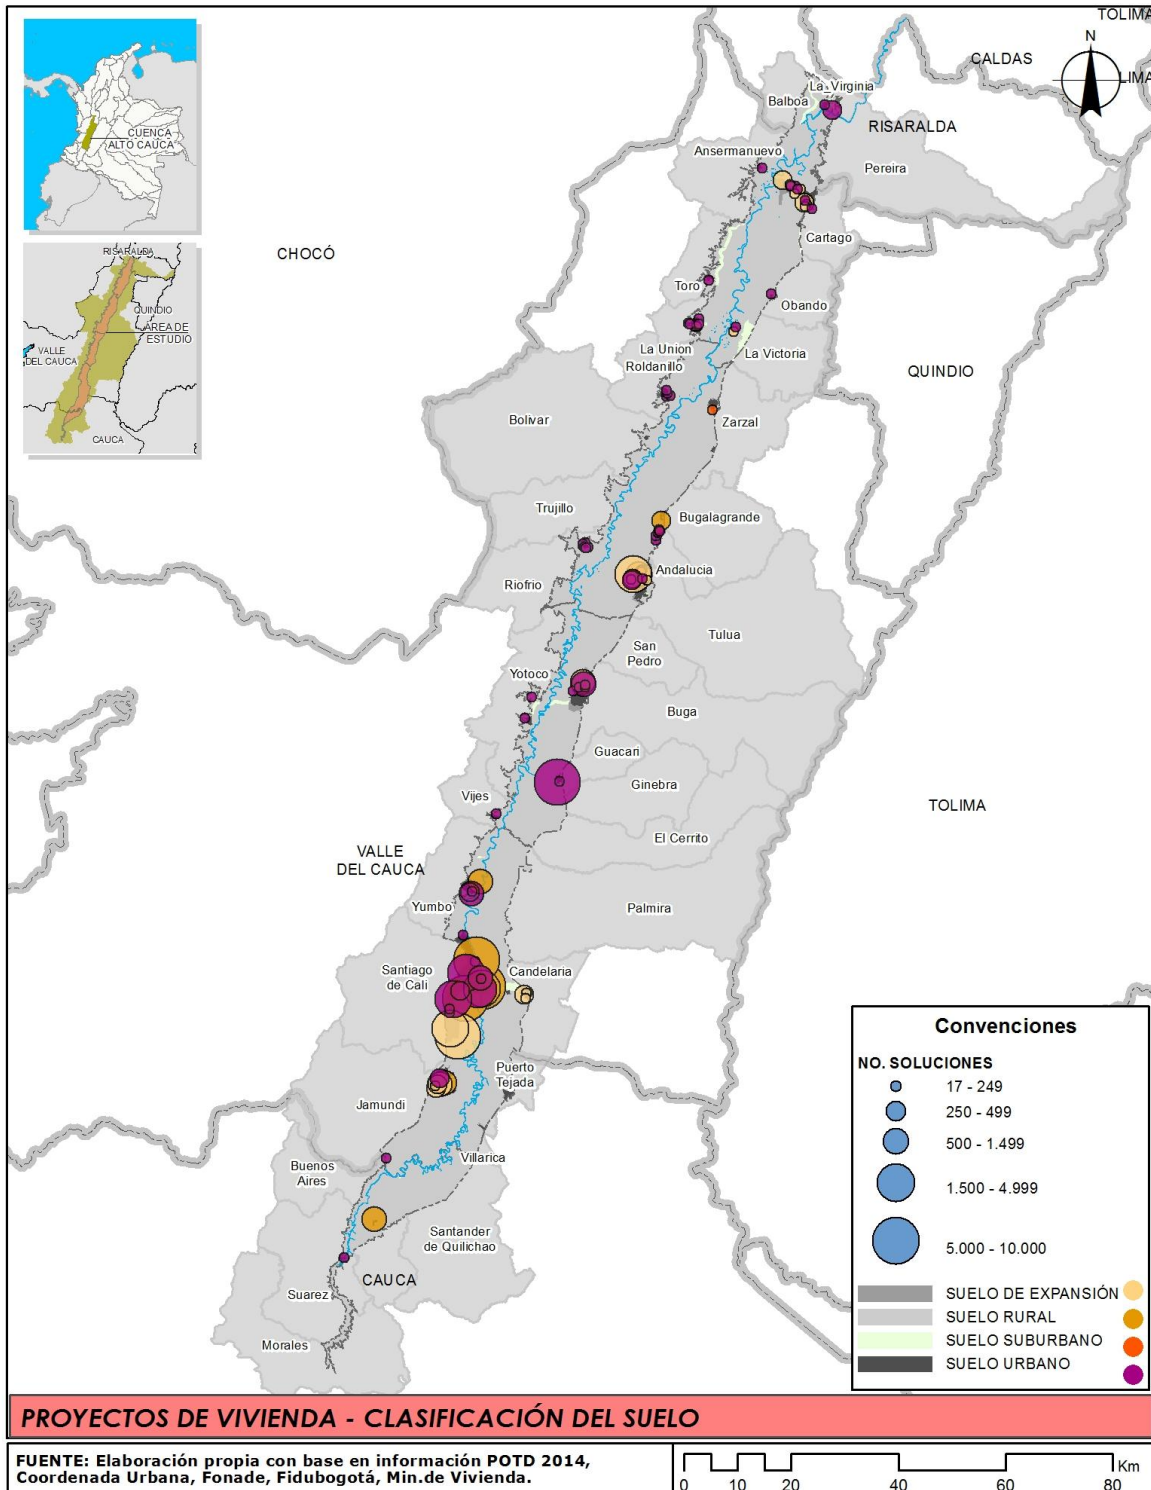 TOLIMA
CALDAS
N
LIMA
La_Virginia
Balboa
RISARALDA
CUENCA
ALTO CAUCA
Ansermanuevo
Pereira
Cartago
CHOCÓ
RISARALDA
QUINDIO
AREA DE
ESTUDIO
VALLE
DEL CAUCA
CAUCA
Toro
Obando
La Union
La Victoria
Roldanillo
QUINDIO
Bolivar
Zarzal
Trujillo
Bugalagrande
Andalucia
Riofrio
Tulua
San
Pedro
Yotoco
Buga
Guacari
Ginebra
Vijes
TOLIMA
El Cerrito
VALLE
DEL CAUCA
Yumbo
Palmira
Santiago
de Cali
Candelaria
Puerto
Tejada
Jamundi
Villarica
Buenos
Aires
Santander
de Quilichao
CAUCA
Suarez
Morales
Convenciones
NO. SOLUCIONES
17 - 249
250 - 499
500 - 1.499
1.500 - 4.999
5.000 - 10.000
SUELO DE EXPANSIÓN
SUELO RURAL
SUELO SUBURBANO
SUELO URBANO
PROYECTOS DE VIVIENDA - CLASIFICACIÓN DEL SUELO
FUENTE: Elaboración propia con base en información POTD 2014,
Coordenada Urbana, Fonade, Fidubogotá, Min.de Vivienda.
Km
0 10 20 40 60 80